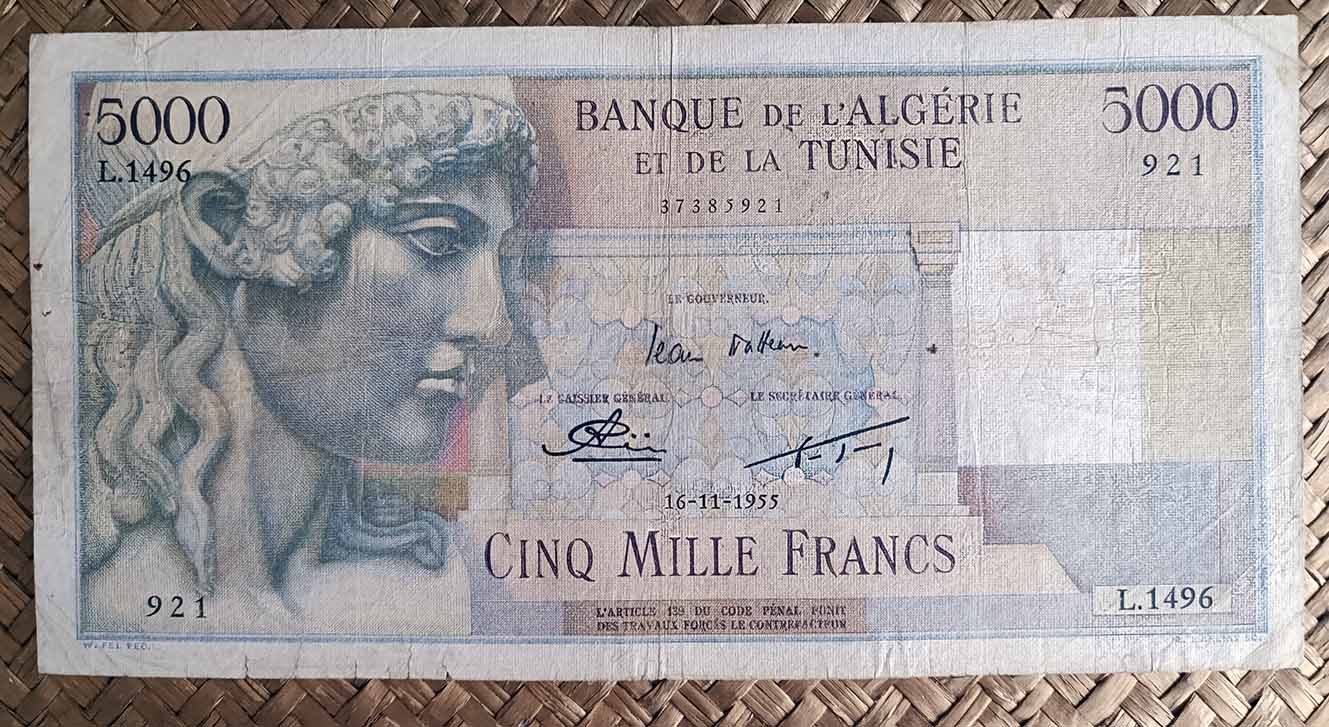 5000
BANQUE DE L'ALGÉRIE
5000
L.1496
ET DE LA TUNISIE
921
37385921
LE GOUVERNEUR,
LE CAISSIER GÉNÉRAL
LE SECRÉTAIRE GÉNÉRAL,
16-11-1955
CINQ MILLE FRANCS
921
L.1496
L'ARTICLE 139 DU CODE PÉNAL PUNIT
DES TRAVAUX FORCÉS LE CONTREFACTEUR